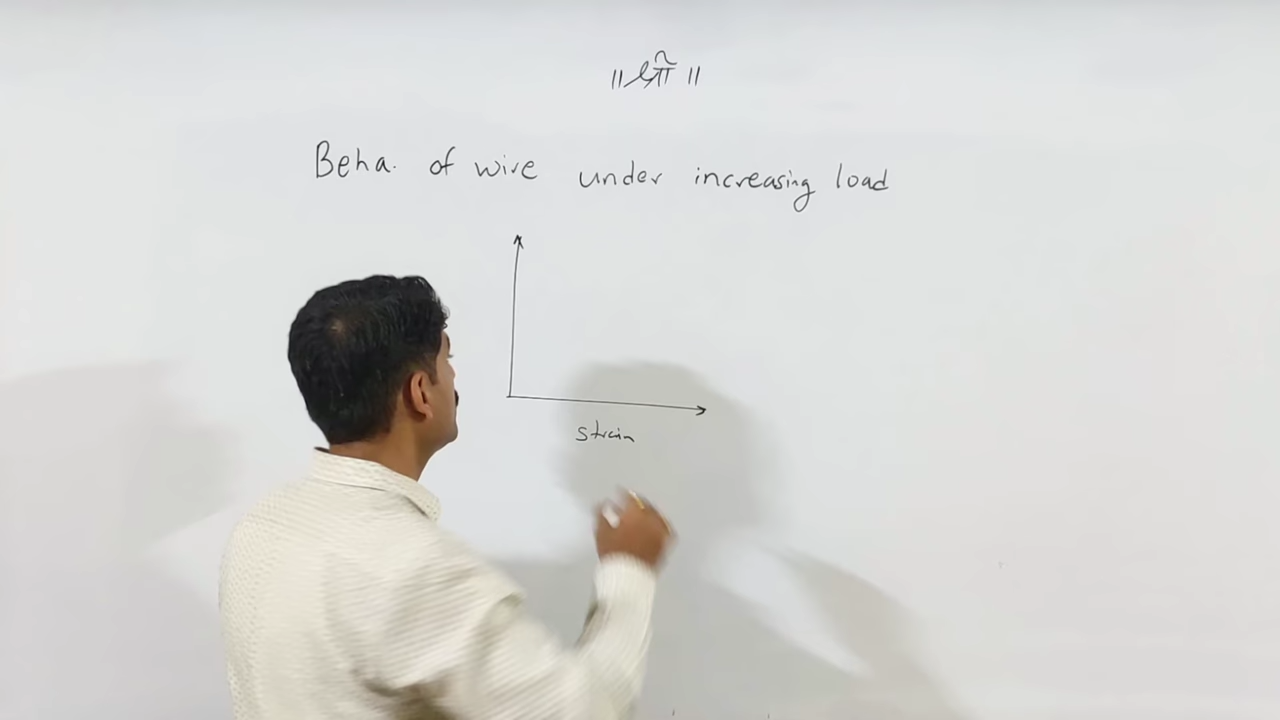 ॥ श्री ॥
Beha. of wire under increasing load
strain